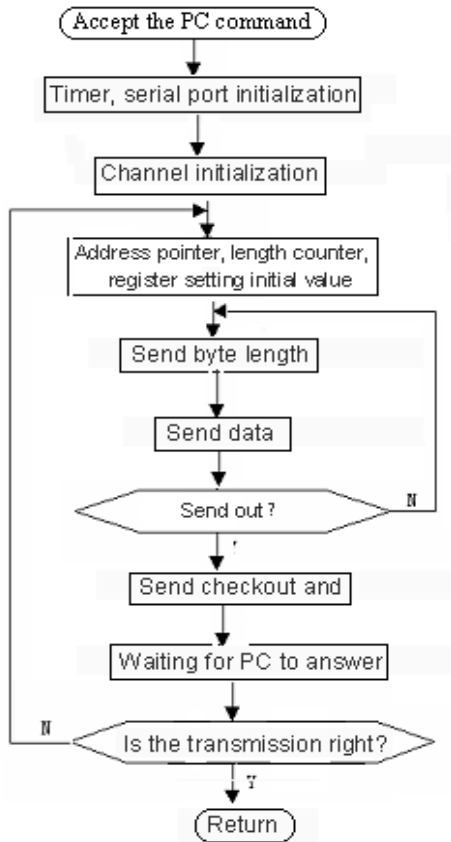 Accept the PC command
Timer, serial port initialization
Channel initialization
Address pointer, length counter,
register setting initial value
Send byte length
Send data
Send out?
N
Send checkout and
Waiting for PC to answer
N
Is the transmission right?
Y
Return